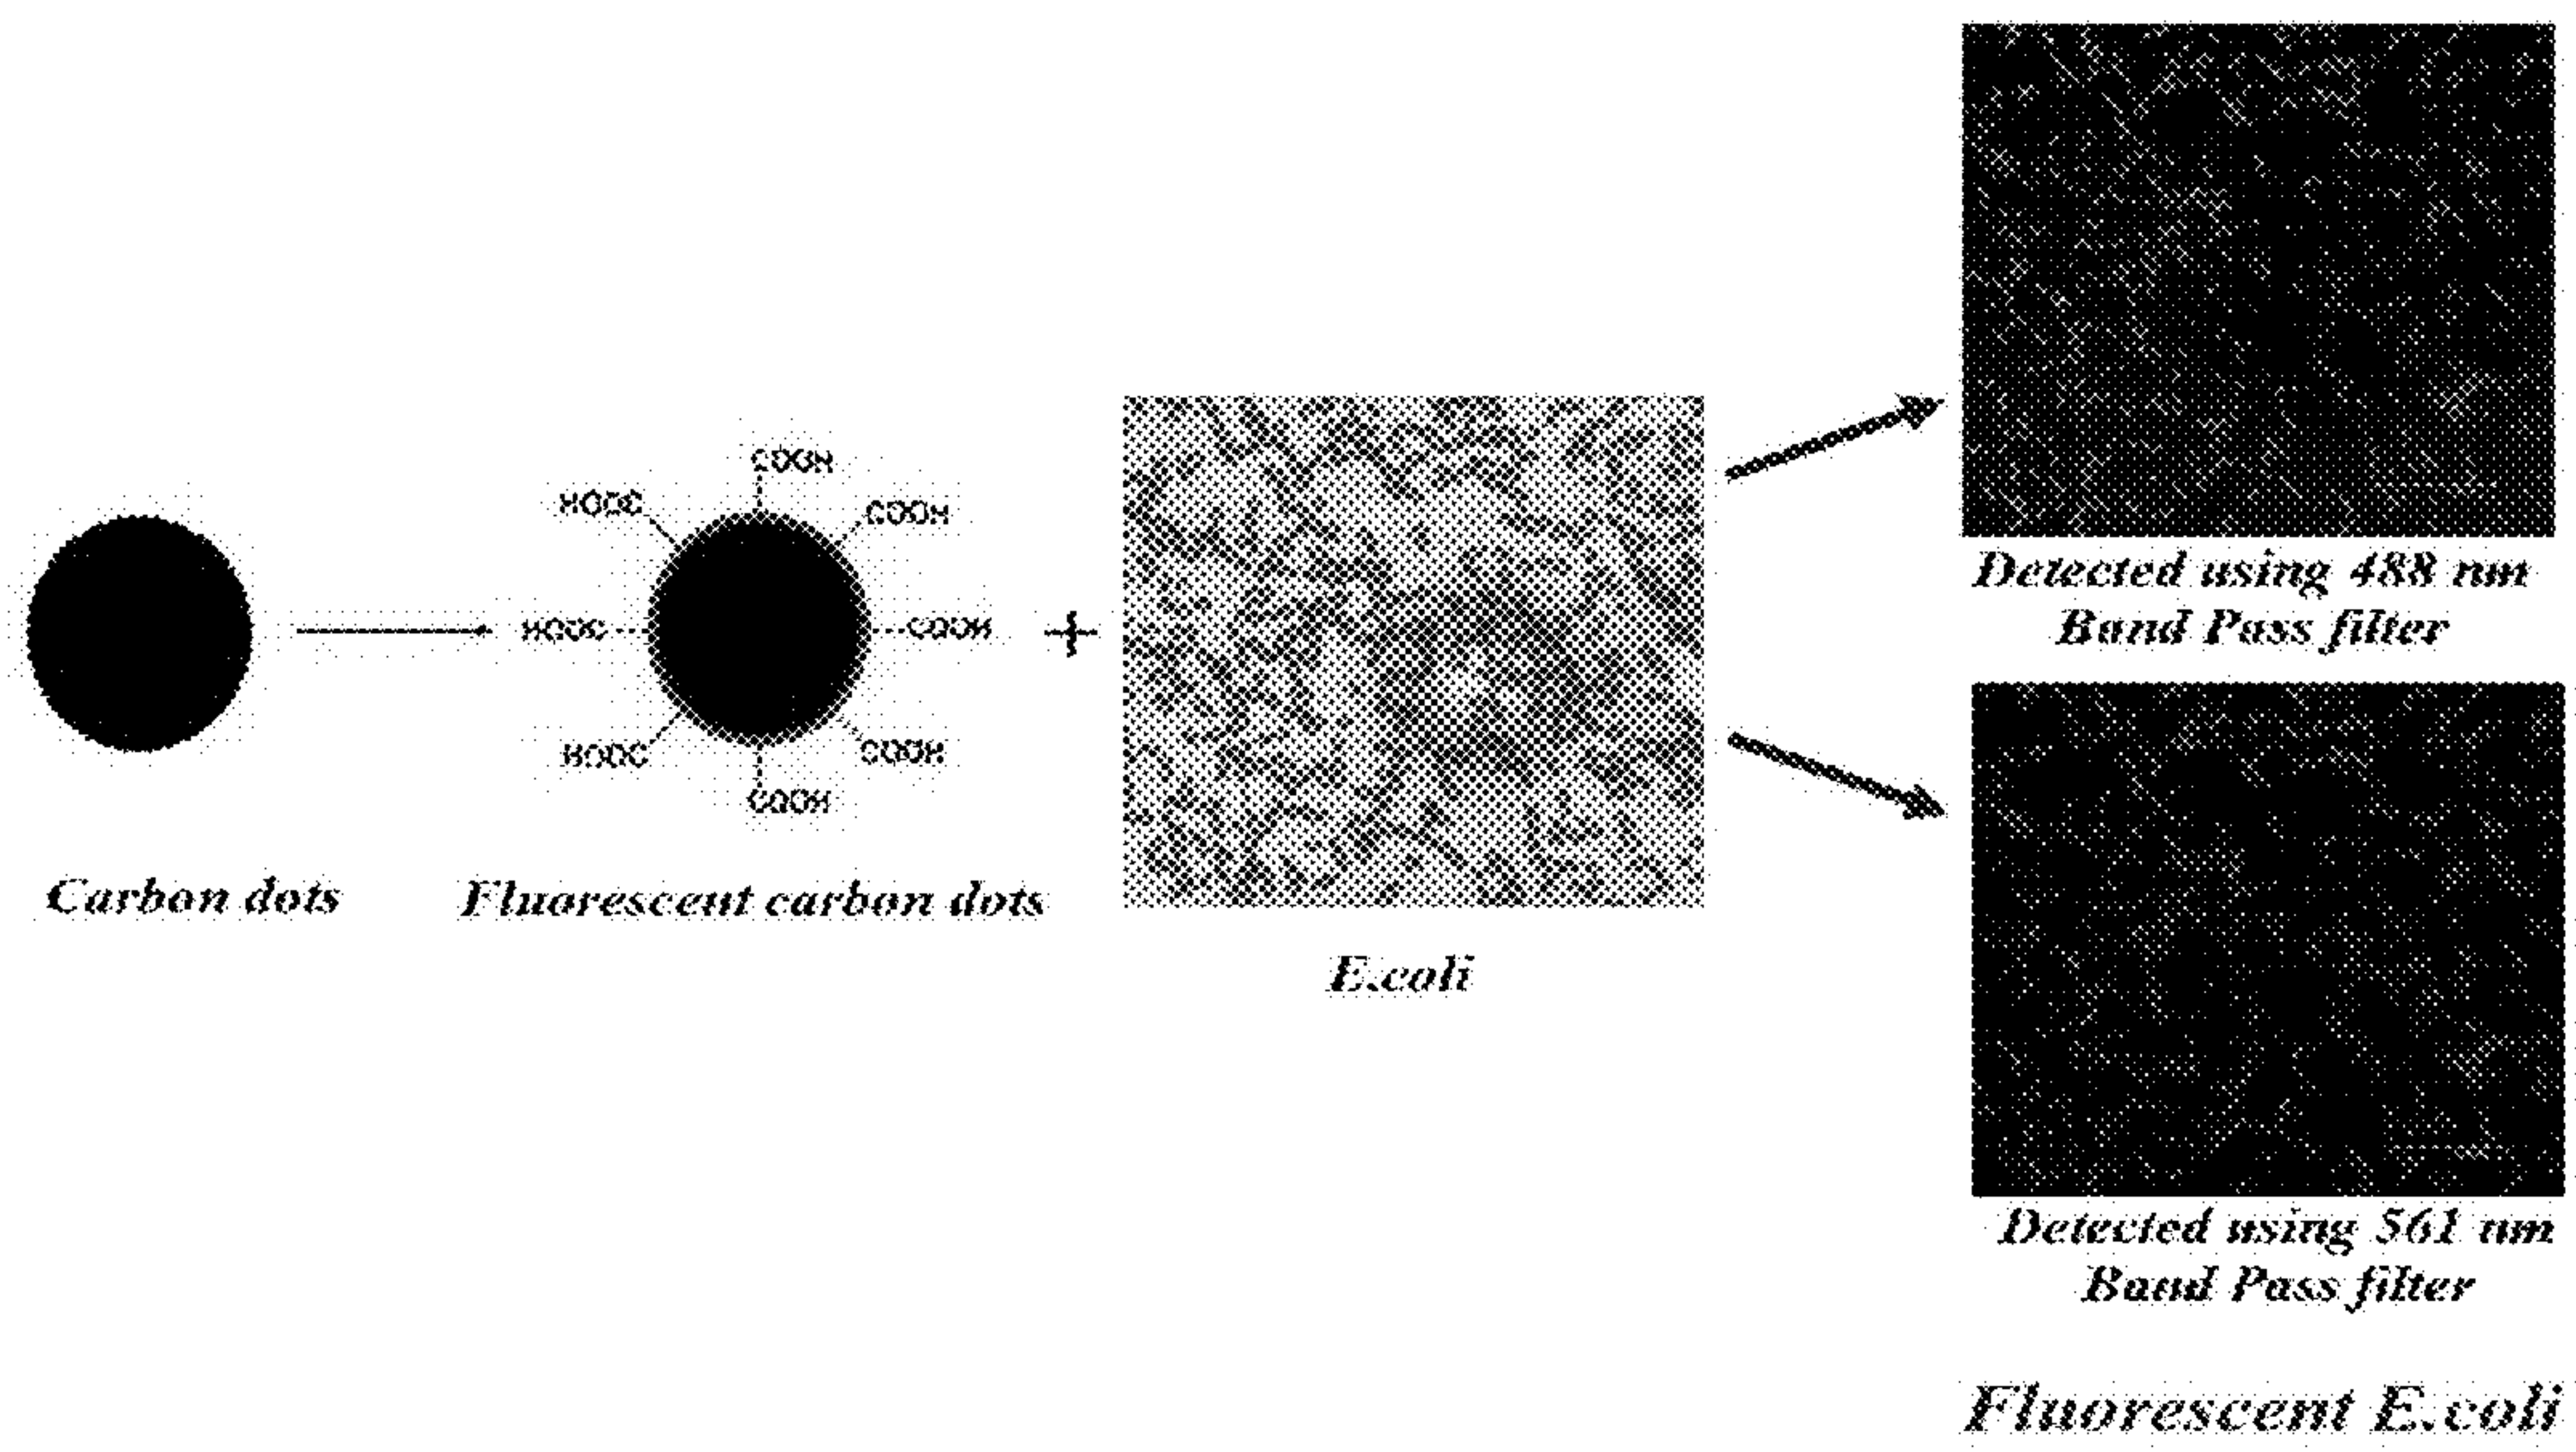 COOH
HOOC
COOH
HOOC
COOH
HOOC
COOH
COOH
+
Carbon dots
Fluorescent carbon dots
E.coli
Detected using 488 nm
Band Pass filter
Detected using 561 nm
Band Pass filter
Fluorescent E.coli